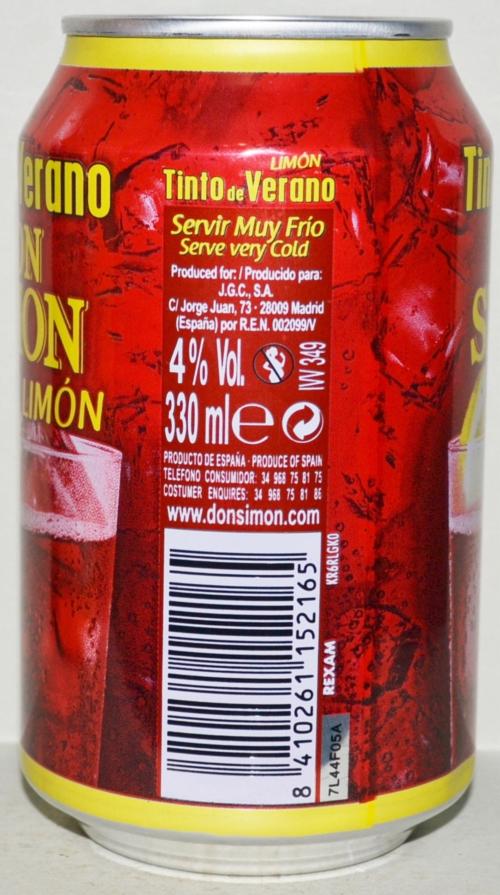 erano
N
ON
LIMÓN
LIMÓN
Tinto de Verano
Servir Muy Frío
Serve very Cold
Produced for: / Producido para:
J.G.C., S.A.
C/ Jorge Juan, 73 - 28009 Madrid
(España) por R.E.N. 002099/V
4% Vol.
IVV 349
330 ml e
PRODUCTO DE ESPAÑA · PRODUCE OF SPAIN
TELEFONO CONSUMIDOR: 34 968 75 81 75
COSTUMER ENQUIRES: 34 968 75 81 86
www.donsimon.com
8 410261 152165
KR6RLGKO
REXAM
7L44F05A
Tin
S